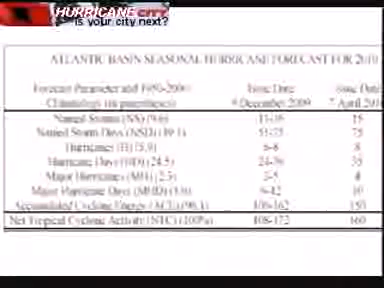 HURRICANE CITY
is your city next?
ATLANTIC BASIN SEASONAL HURRICANE FORECAST FOR 2010
Forecast Parameter and 1950-2000 Issue Date Issue Dat
Climatology (in parentheses) 9 December 2009 7 April 201
Named Storms (NS) (9.6) 11-16 15
Named Storm Days (NSD) (49.1) 51-75 75
Hurricanes (H) (5.9) 6-8 8
Hurricane Days (HD) (24.5) 24-39 35
Major Hurricanes (MH) (2.3) 3-5 4
Major Hurricane Days (MHD) (5.0) 6-12 10
Accumulated Cyclone Energy (ACE) (96.1) 100-162 150
Net Tropical Cyclone Activity (NTC) (100%) 108-172 160